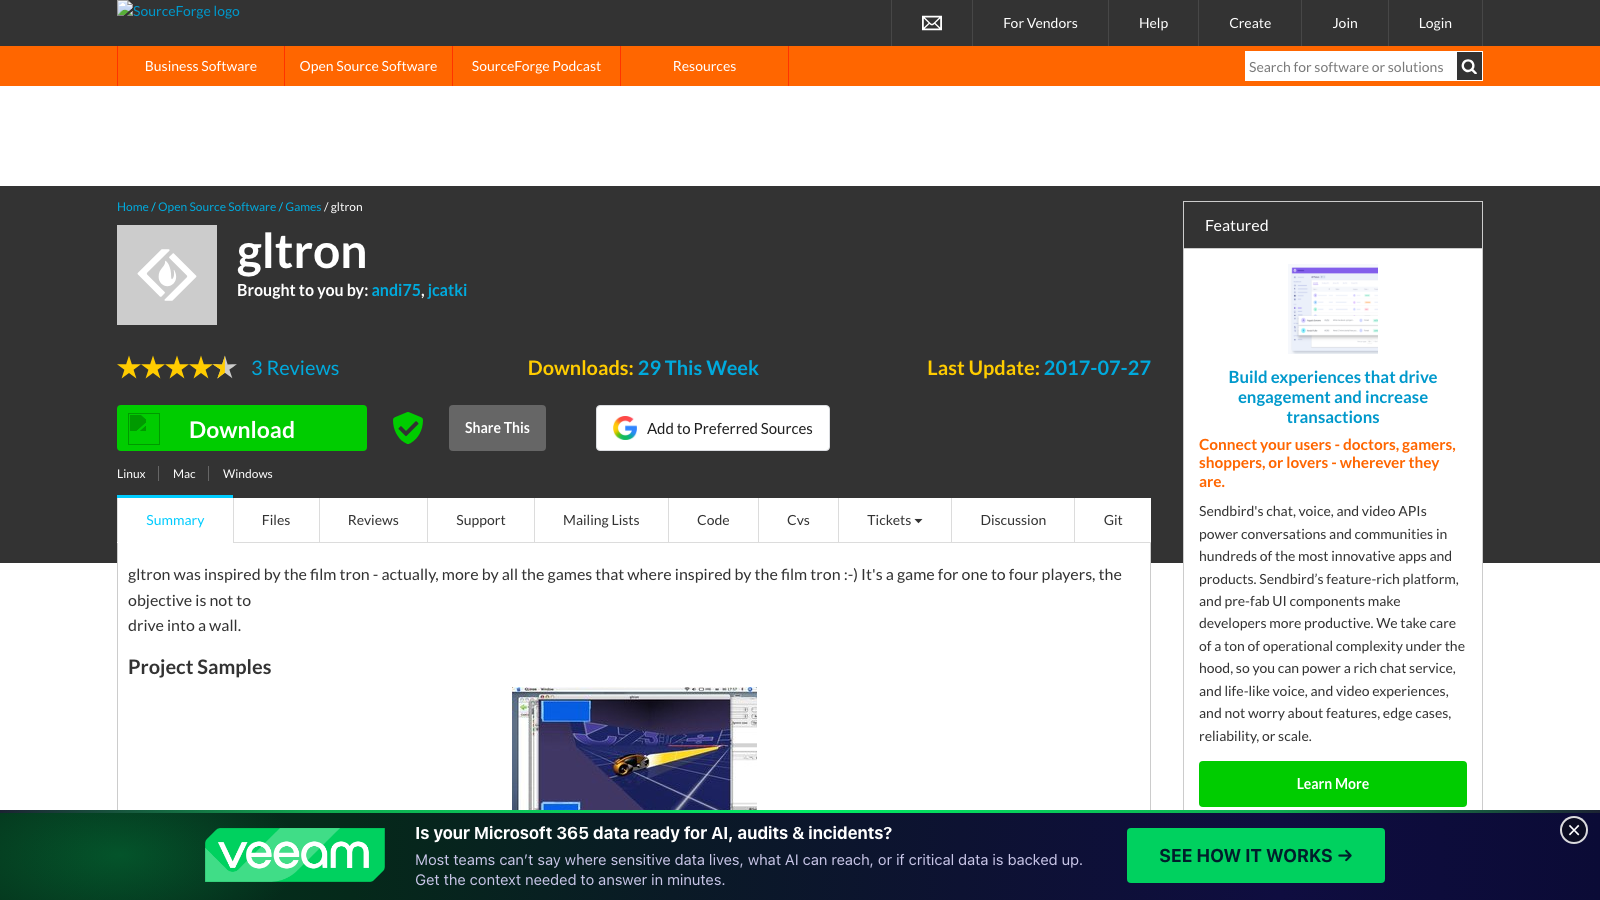 SourceForge logo
For Vendors
Help
Create
Join
Login
Business Software
Open Source Software
SourceForge Podcast
Resources
Search for software or solutions
Home / Open Source Software / Games / gltron
gltron
Brought to you by: andi75, jcatki
3 Reviews
Downloads: 29 This Week
Last Update: 2017-07-27
Download
Share This
Add to Preferred Sources
Linux
Mac
Windows
Summary
Files
Reviews
Support
Mailing Lists
Code
Cvs
Tickets
Discussion
Git
gltron was inspired by the film tron - actually, more by all the games that where inspired by the film tron :-) It's a game for one to four players, the
objective is not to
drive into a wall.
Project Samples
Featured
Build experiences that drive
engagement and increase
transactions
Connect your users - doctors, gamers,
shoppers, or lovers - wherever they
are.
Sendbird's chat, voice, and video APIs
power conversations and communities in
hundreds of the most innovative apps and
products. Sendbird’s feature-rich platform,
and pre-fab UI components make
developers more productive. We take care
of a ton of operational complexity under the
hood, so you can power a rich chat service,
and life-like voice, and video experiences,
and not worry about features, edge cases,
reliability, or scale.
Learn More
veeam
Is your Microsoft 365 data ready for AI, audits & incidents?
Most teams can’t say where sensitive data lives, what AI can reach, or if critical data is backed up.
Get the context needed to answer in minutes.
SEE HOW IT WORKS →